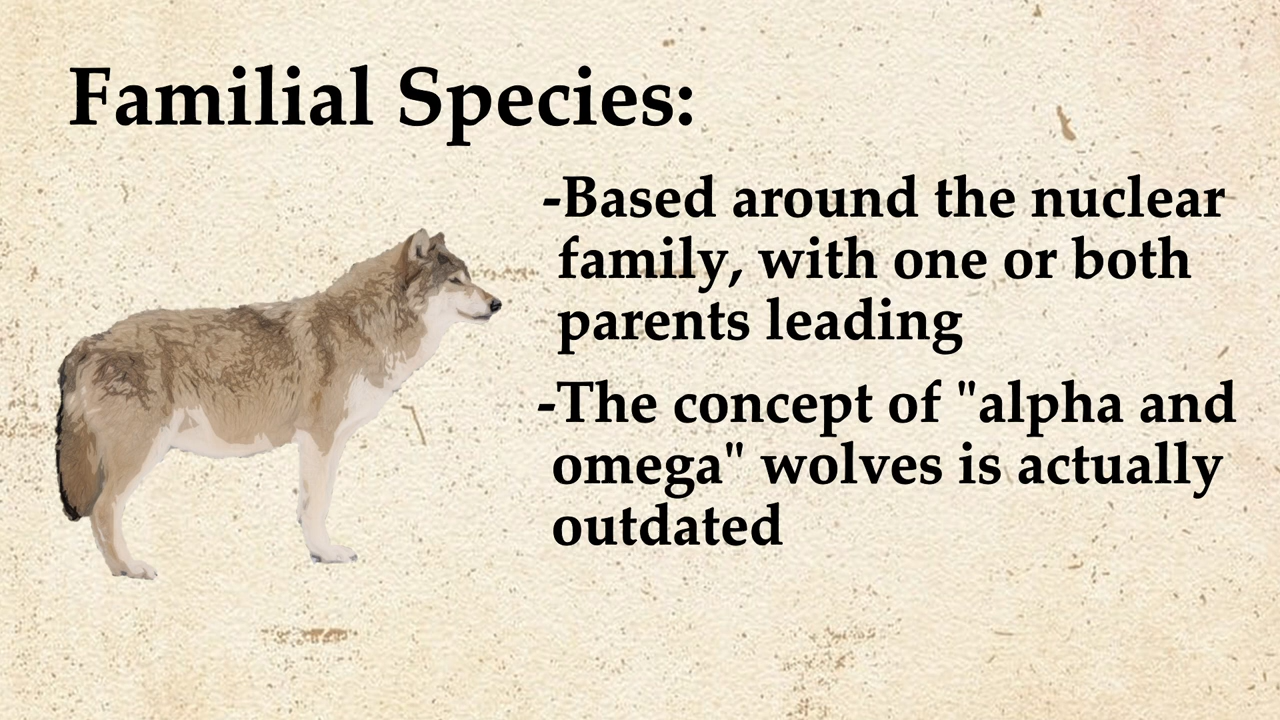 Familial Species:
-Based around the nuclear
family, with one or both
parents leading
-The concept of "alpha and
omega" wolves is actually
outdated